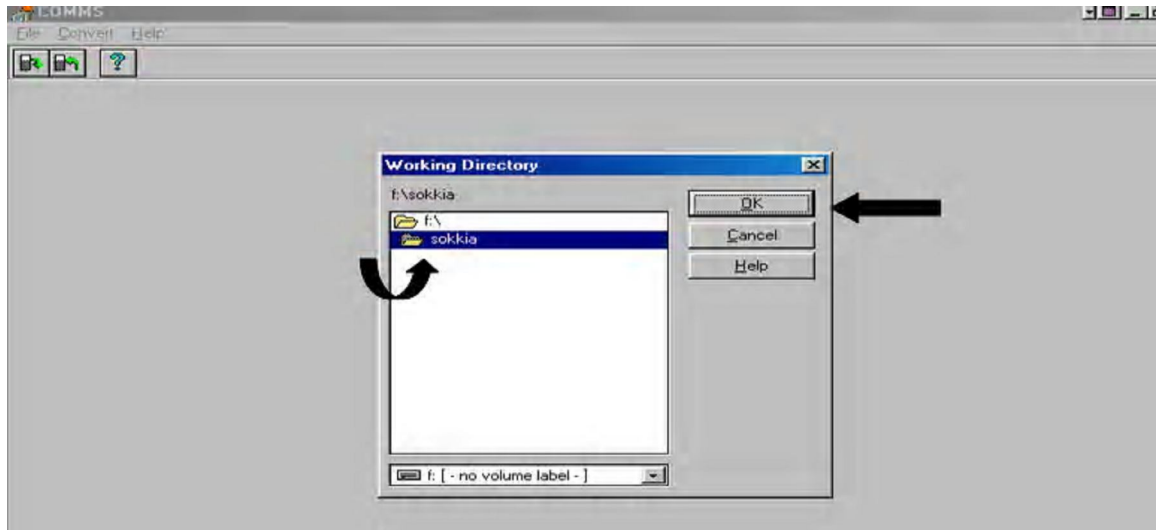 COMMS
File Convert Help
?
Working Directory
f:\sokkia
f:\
sokkia
OK
Cancel
Help
f: [ - no volume label - ]